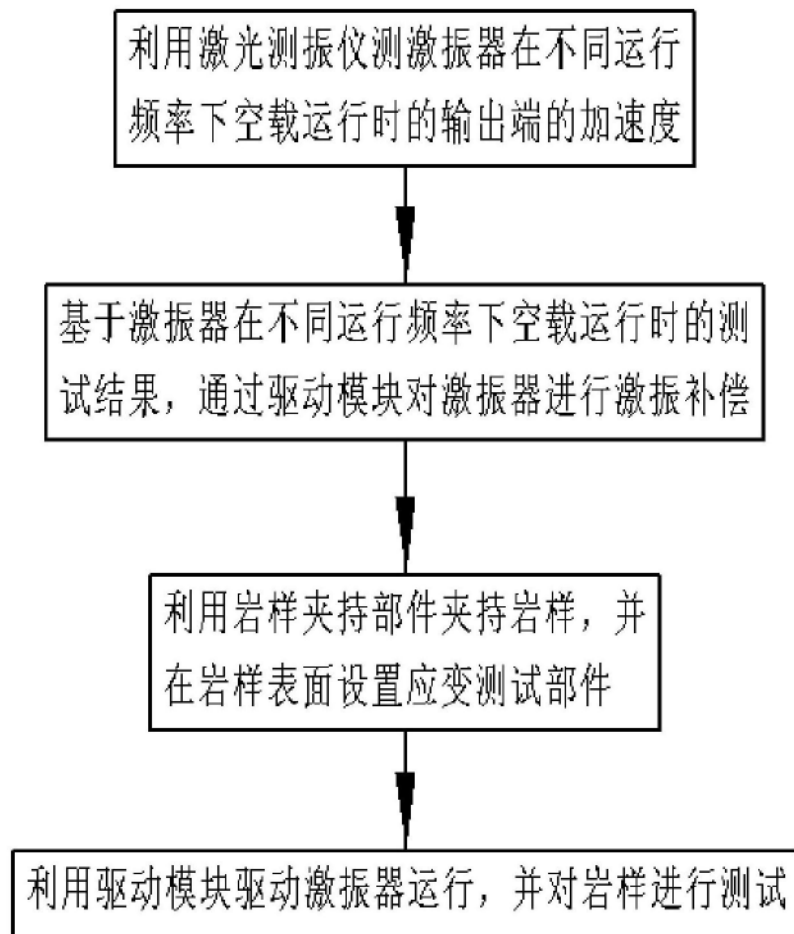 利用激光测振仪测激振器在不同运行
频率下空载运行时的输出端的加速度
基于激振器在不同运行频率下空载运行时的测
试结果，通过驱动模块对激振器进行激振补偿
利用岩样夹持部件夹持岩样，并
在岩样表面设置应变测试部件
利用驱动模块驱动激振器运行，并对岩样进行测试